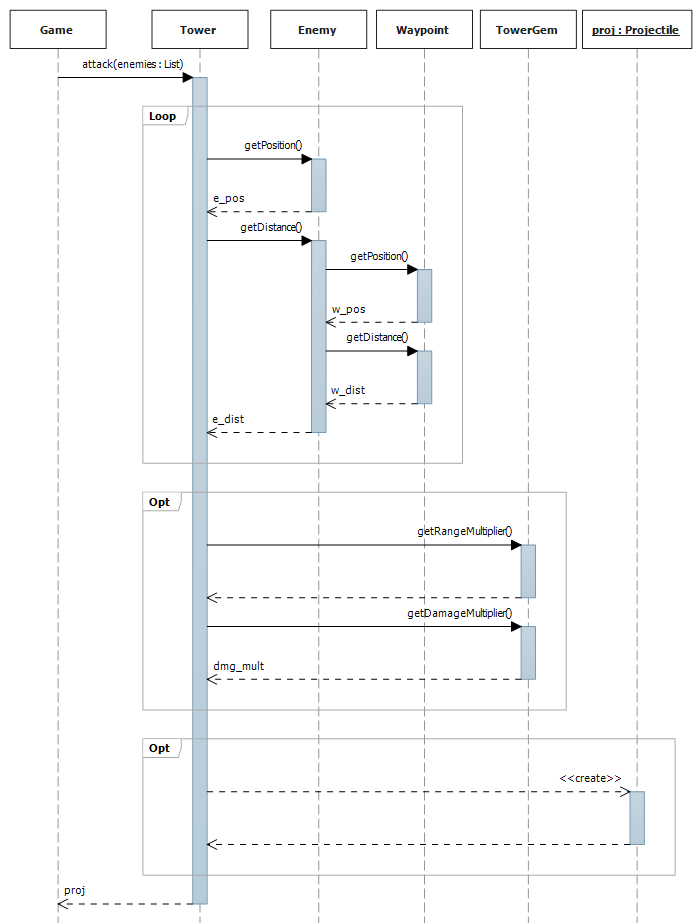 Game
Tower
Enemy
Waypoint
TowerGem
proj : Projectile
attack(enemies : List)
Loop
getPosition()
e_pos
getDistance()
getPosition()
w_pos
getDistance()
w_dist
e_dist
Opt
getRangeMultiplier()
getDamageMultiplier()
dmg_mult
Opt
<<create>>
proj